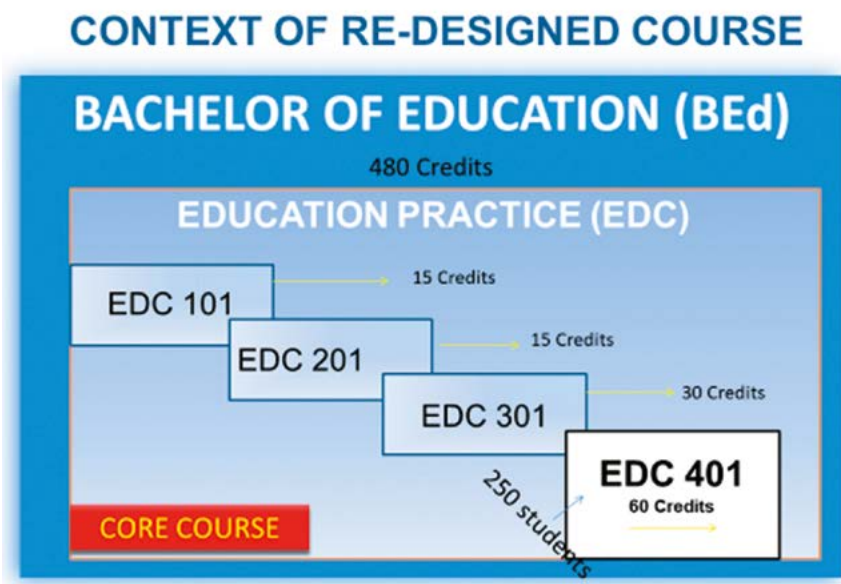 CONTEXT OF RE-DESIGNED COURSE
BACHELOR OF EDUCATION (BEd)
480 Credits
EDUCATION PRACTICE (EDC)
EDC 101
15 Credits
EDC 201
15 Credits
EDC 301
30 Credits
EDC 401
60 Credits
250 students
CORE COURSE